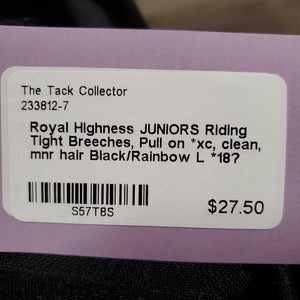 The Tack Collector
233812-7
Royal Highness JUNIORS Riding
Tight Breeches, Pull on *xc, clean,
mnr hair Black/Rainbow L *18?
S57T8S
$27.50